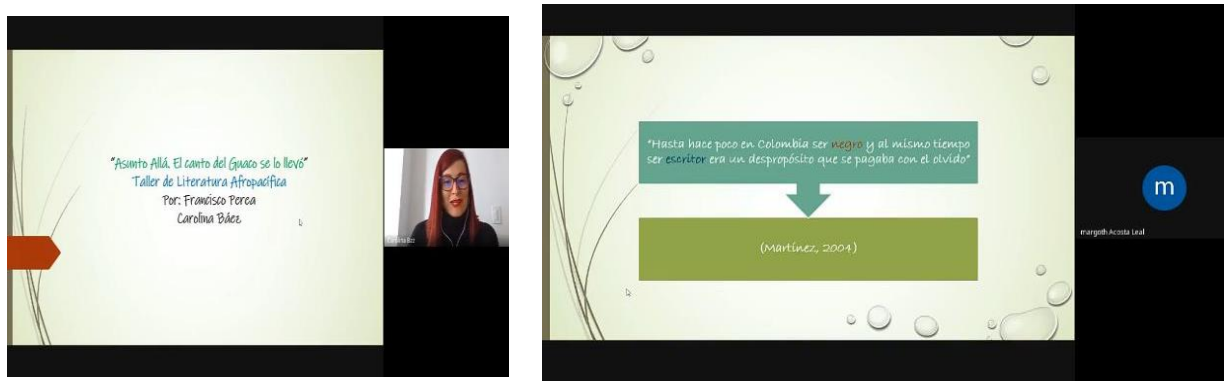 "Asunto Allá. El canto del Guaco se lo llevó"
Taller de Literatura Afropacífica
Por: Francisco Perea
Carolina Báez
"Hasta hace poco en Colombia ser negro y al mismo tiempo
ser escritor era un despropósito que se pagaba con el olvido"
(Martínez, 2004)
m
margoth Acosta Leal